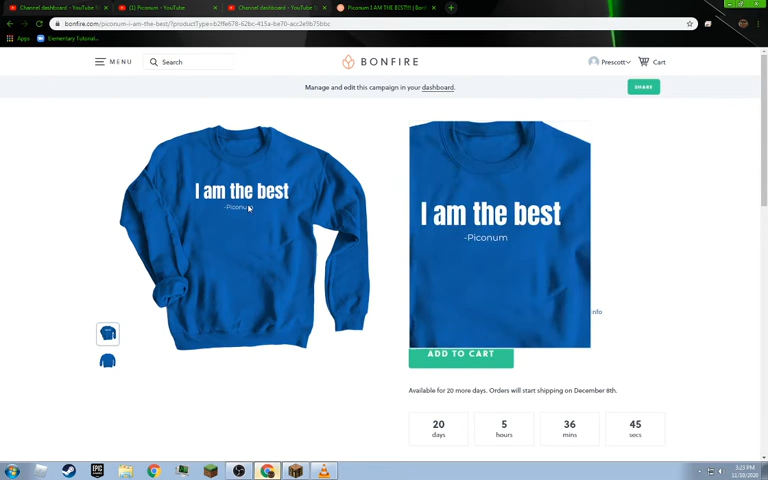 Channel dashboard - YouTube
(1) Piconum - YouTube
Channel dashboard - YouTube S
Piconum I AM THE BEST!!! | Bonf
bonfire.com/piconum-i-am-the-best/?productType=b2ffe678-62bc-415a-be70-acc2e9b75bbc
Apps
Elementary Tutorial...
MENU
Search
BONFIRE
Prescott
Cart
Manage and edit this campaign in your dashboard.
SHARE
I am the best
-Piconum
I am the best
-Piconum
info
ADD TO CART
Available for 20 more days. Orders will start shipping on December 8th.
20
days
5
hours
36
mins
45
secs
EPIC
3:23 PM
11/10/2020